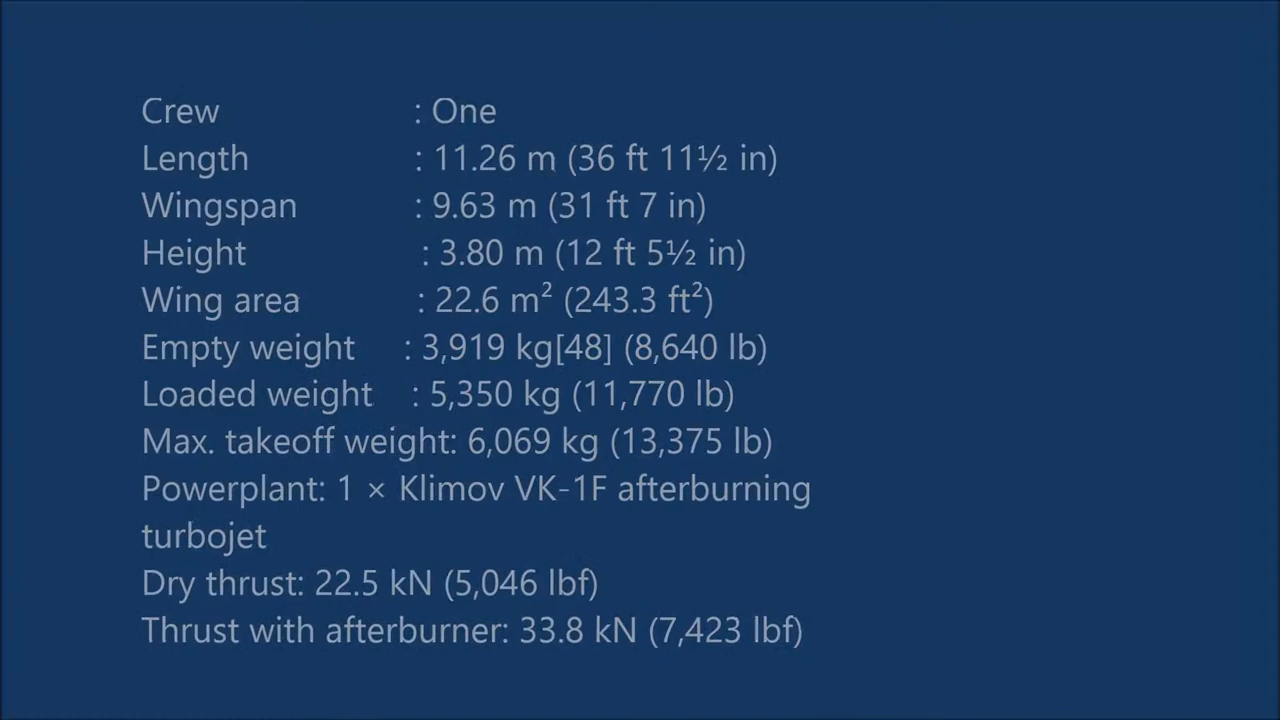 Crew : One
Length : 11.26 m (36 ft 11½ in)
Wingspan : 9.63 m (31 ft 7 in)
Height : 3.80 m (12 ft 5½ in)
Wing area : 22.6 m² (243.3 ft²)
Empty weight : 3,919 kg[48] (8,640 lb)
Loaded weight : 5,350 kg (11,770 lb)
Max. takeoff weight: 6,069 kg (13,375 lb)
Powerplant: 1 × Klimov VK-1F afterburning
turbojet
Dry thrust: 22.5 kN (5,046 lbf)
Thrust with afterburner: 33.8 kN (7,423 lbf)